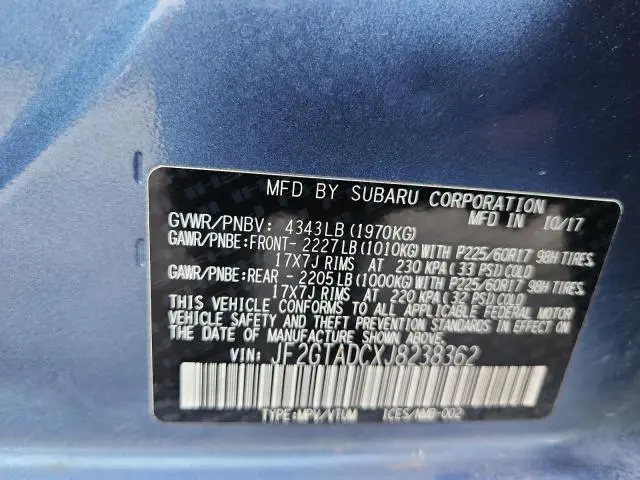 MFD BY SUBARU CORPORATION
MFD IN 10/17
GVWR/PNBV: 4343LB (1970KG)
GAWR/PNBE:FRONT- 2227LB (1010KG) WITH P225/60R17 98H TIRES,
17X7J RIMS AT 230 KPA (33 PSI) COLD
GAWR/PNBE:REAR - 2205LB (1000KG) WITH P225/60R17 98H TIRES,
17X7J RIMS AT 220 KPA (32 PSI) COLD
THIS VEHICLE CONFORMS TO ALL APPLICABLE FEDERAL MOTOR
VEHICLE SAFETY AND THEFT PREVENTION STANDARDS IN EFFECT ON
THE DATE OF MANUFACTURE SHOWN ABOVE.
VIN: JF2GTADCXJ8238362
TYPE:MPV/VTUM ICES/NMB-002